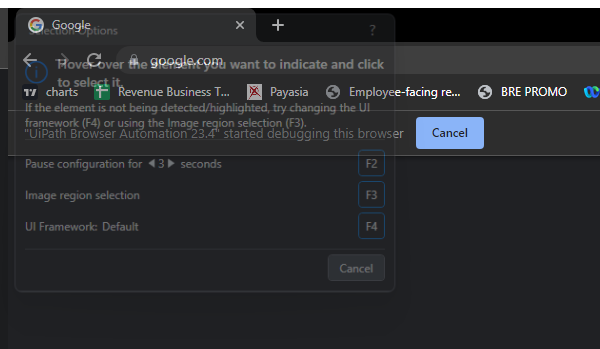 Google × +
Selection Options ?
google.com
Hover over the element you want to indicate and click
to select it.
charts Revenue Business T... Payasia Employee-facing re... BRE PROMO
If the element is not being detected/highlighted, try changing the UI
framework (F4) or using the Image region selection (F3).
"UiPath Browser Automation 23.4" started debugging this browser Cancel
Pause configuration for 3 seconds F2
Image region selection F3
UI Framework: Default F4
Cancel